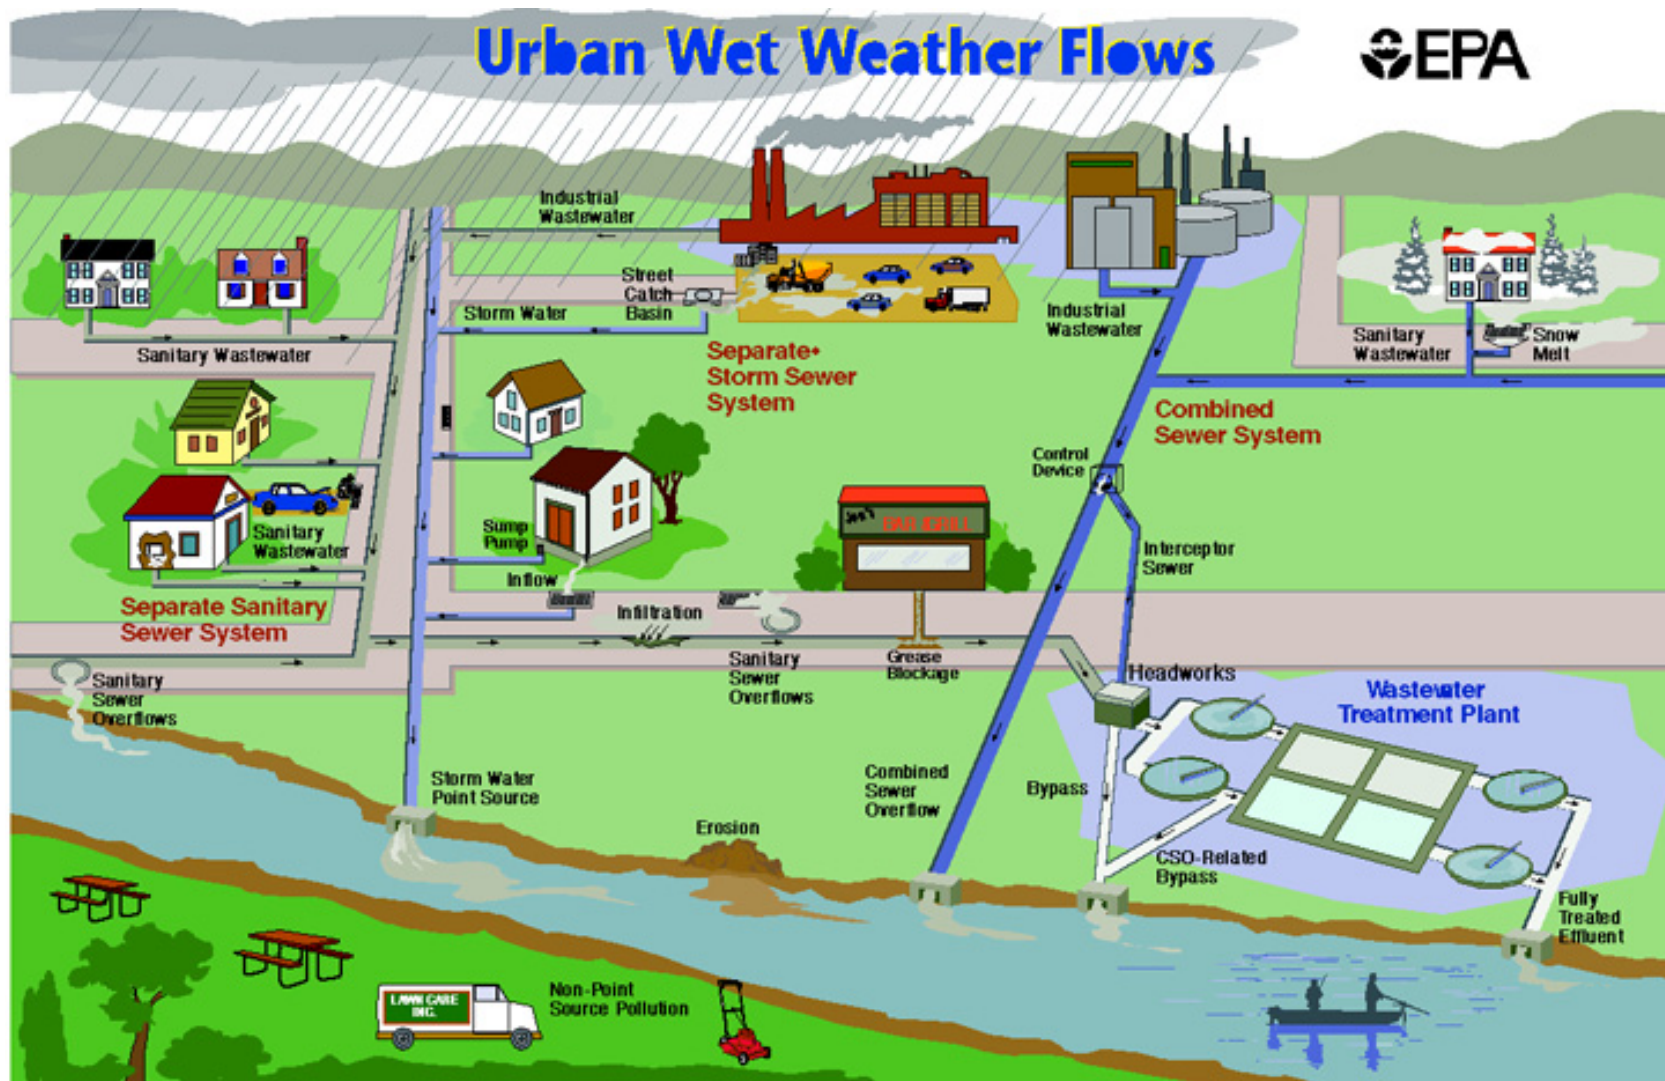 Urban Wet Weather Flows
EPA
Industrial
Wastewater
Street
Catch
Basin
Storm Water
Sanitary Wastewater
Separate
Storm Sewer
System
Industrial
Wastewater
Sanitary
Wastewater
Snow
Melt
Combined
Sewer System
Control
Device
Sanitary
Wastewater
Sump
Pump
Inflow
BAR GRILL
Interceptor
Sewer
Separate Sanitary
Sewer System
Infiltration
Sanitary
Sewer
Overflows
Sanitary
Sewer
Overflows
Grease
Blockage
Headworks
Wastewater
Treatment Plant
Storm Water
Point Source
Combined
Sewer
Overflow
Bypass
Erosion
CSO-Related
Bypass
Fully
Treated
Effluent
LAWN CARE
INC.
Non-Point
Source Pollution